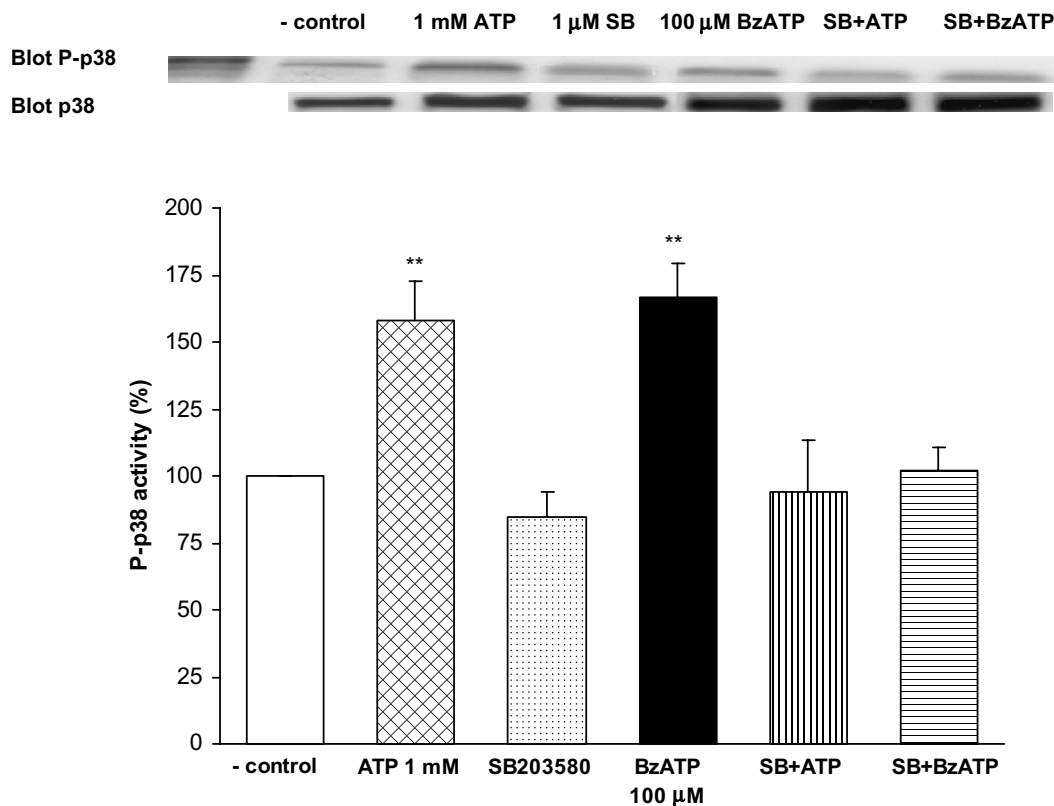 - control 1 mM ATP 1 μM SB 100 μM BzATP SB+ATP SB+BzATP
Blot P-p38
Blot p38
200
175
150
125
100
75
50
25
0
P-p38 activity (%)
**
**
- control ATP 1 mM SB203580 BzATP SB+ATP SB+BzATP
100 μM